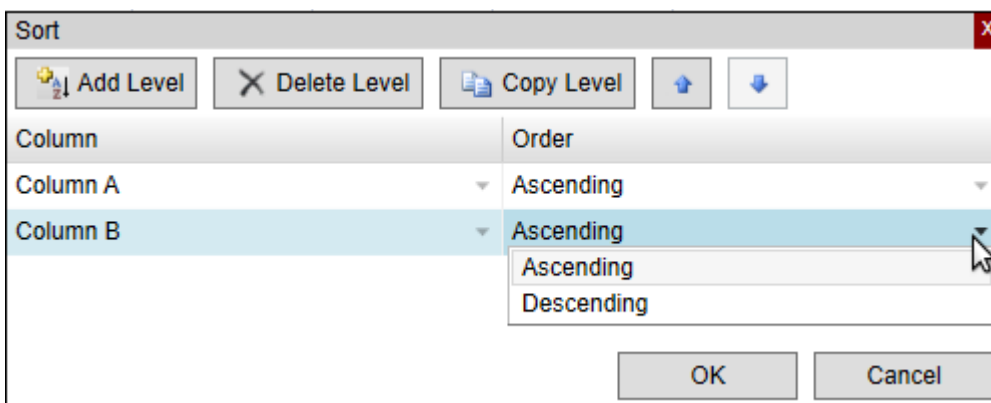 Sort x
Add Level Delete Level Copy Level
Column Order
Column A Ascending
Column B Ascending
Ascending
Descending
OK Cancel